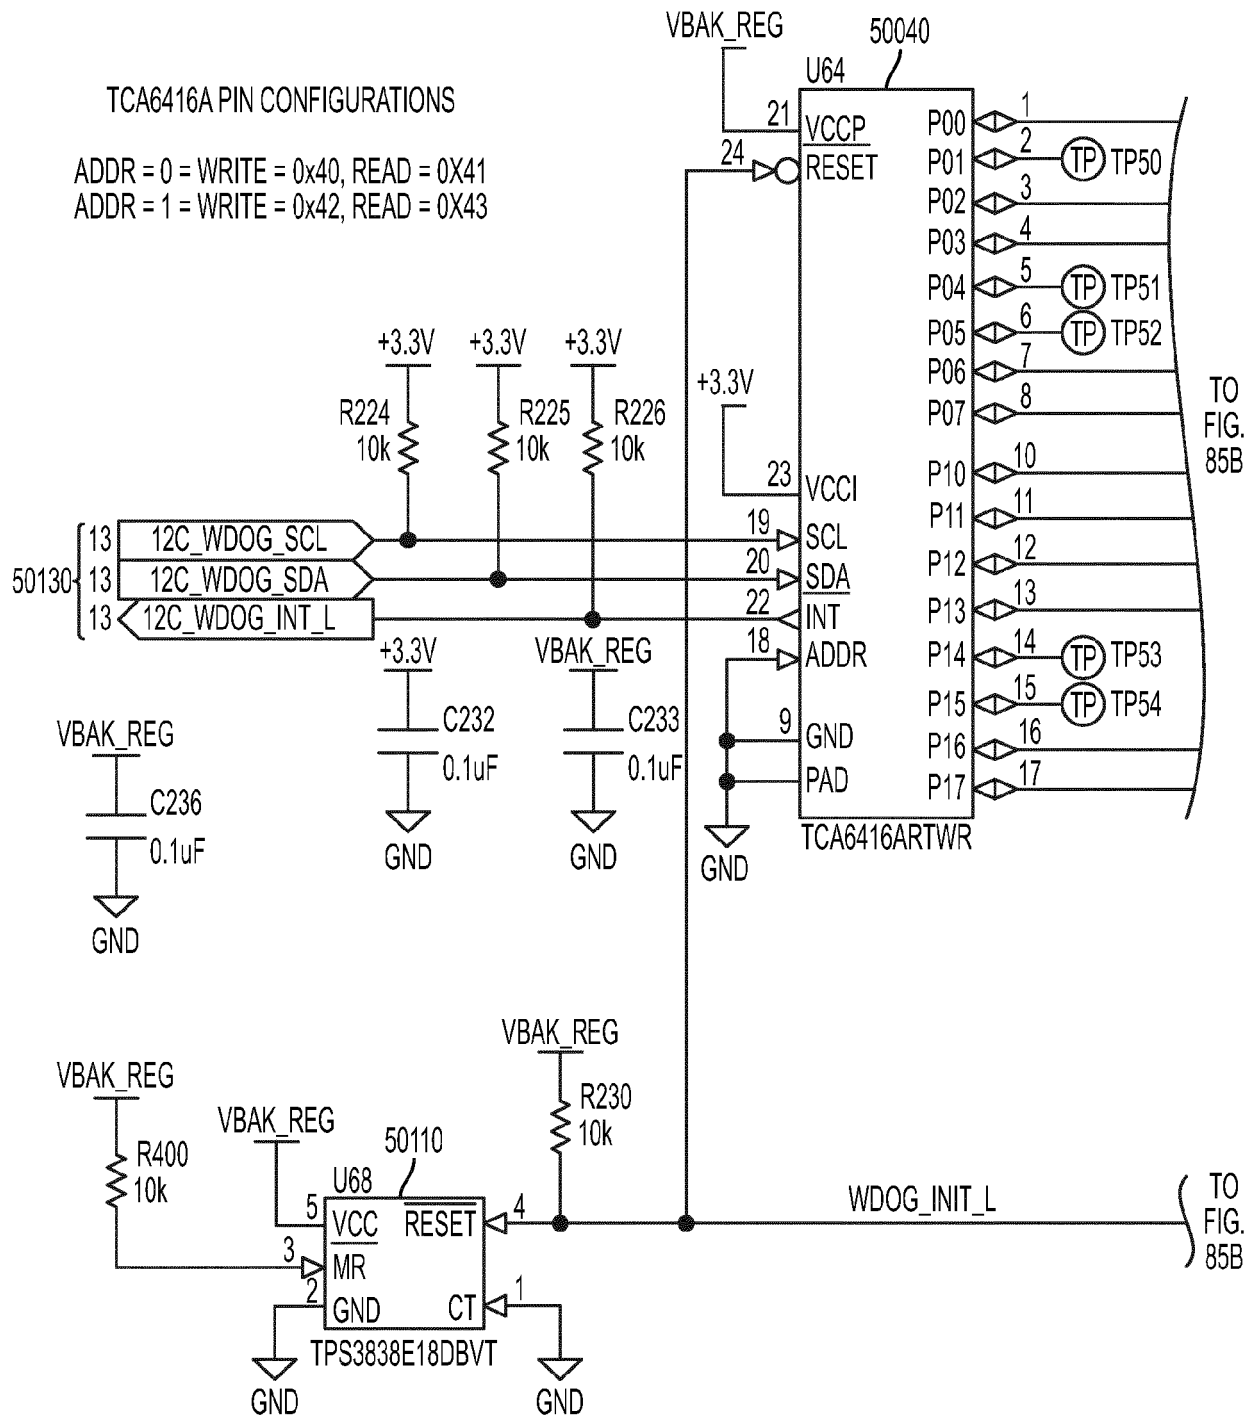 VBAK_REG
50040
U64
TCA6416A PIN CONFIGURATIONS
ADDR = 0 = WRITE = 0x40, READ = 0X41
ADDR = 1 = WRITE = 0x42, READ = 0X43
21 VCCP
24 RESET
P00 1
P01 2 TP TP50
P02 3
P03 4
P04 5 TP TP51
P05 6 TP TP52
P06 7
P07 8
P10 10
P11 11
P12 12
P13 13
P14 14 TP TP53
P15 15 TP TP54
P16 16
P17 17
TO
FIG.
85B
+3.3V +3.3V +3.3V
R224
10k
R225
10k
R226
10k
+3.3V
23 VCCI
19 SCL
20 SDA
22 INT
18 ADDR
9 GND
PAD
TCA6416ARTWR
GND
50130
13 12C_WDOG_SCL
13 12C_WDOG_SDA
13 12C_WDOG_INT_L
+3.3V
C232
0.1uF
GND
VBAK_REG
C233
0.1uF
GND
VBAK_REG
C236
0.1uF
GND
VBAK_REG
R230
10k
VBAK_REG
R400
10k
VBAK_REG
50110
U68
5 VCC
3 MR
2 GND
RESET 4
CT 1
TPS3838E18DBVT
GND
GND
WDOG_INIT_L
TO
FIG.
85B